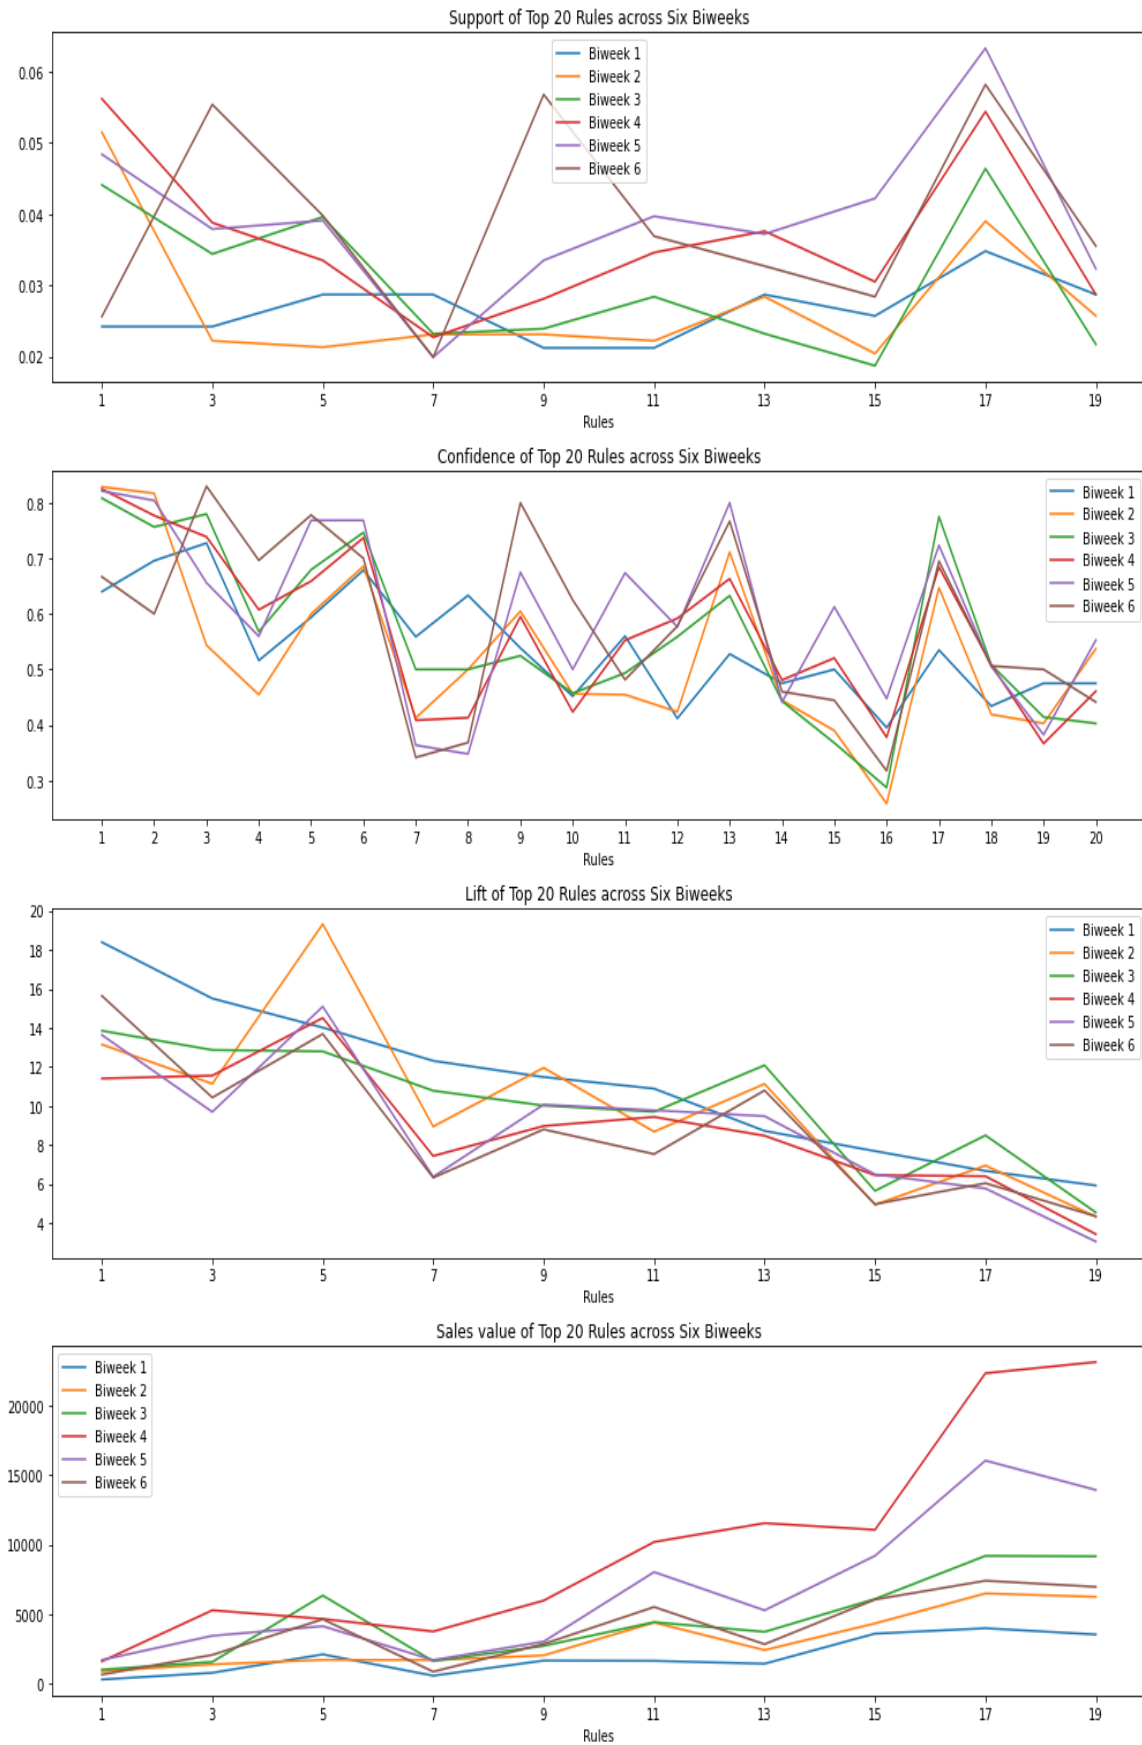 Support of Top 20 Rules across Six Biweeks
Biweek 1
Biweek 2
Biweek 3
Biweek 4
Biweek 5
Biweek 6
0.06
0.05
0.04
0.03
0.02
1 3 5 7 9 11 13 15 17 19
Rules
Confidence of Top 20 Rules across Six Biweeks
Biweek 1
Biweek 2
Biweek 3
Biweek 4
Biweek 5
Biweek 6
0.8
0.7
0.6
0.5
0.4
0.3
1 2 3 4 5 6 7 8 9 10 11 12 13 14 15 16 17 18 19 20
Rules
Lift of Top 20 Rules across Six Biweeks
Biweek 1
Biweek 2
Biweek 3
Biweek 4
Biweek 5
Biweek 6
20
18
16
14
12
10
8
6
4
1 3 5 7 9 11 13 15 17 19
Rules
Sales value of Top 20 Rules across Six Biweeks
Biweek 1
Biweek 2
Biweek 3
Biweek 4
Biweek 5
Biweek 6
20000
15000
10000
5000
0
1 3 5 7 9 11 13 15 17 19
Rules